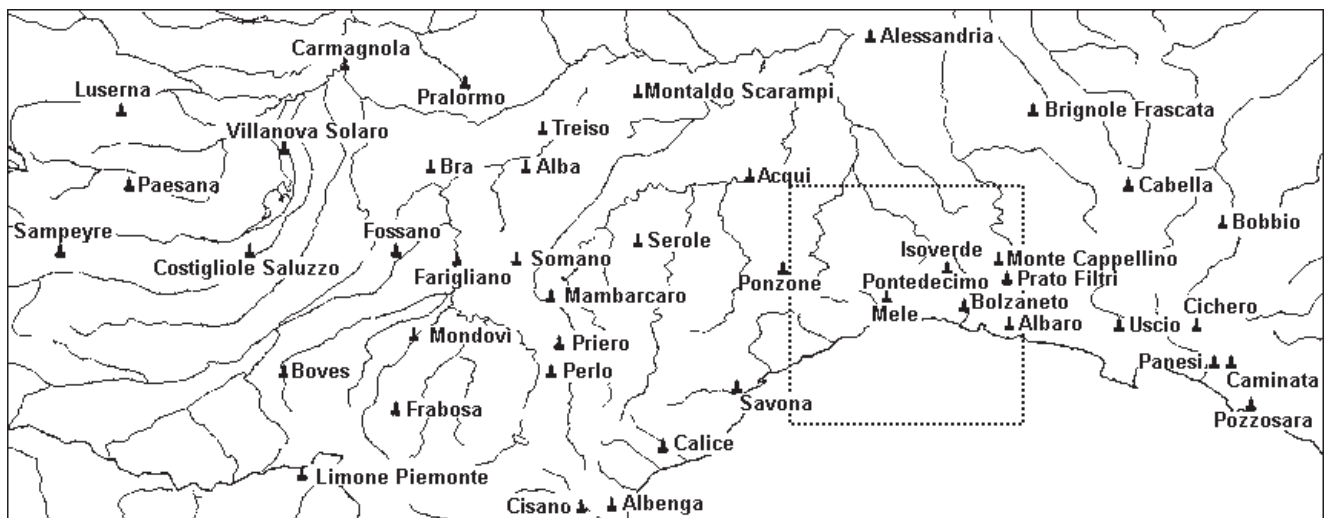 Alessandria
Carmagnola
Luserna
Pralormo
Montaldo Scarampi
Brignole Frascata
Villanova Solaro
Treiso
Bra
Alba
Acqui
Paesana
Cabella
Bobbio
Sampeyre
Fossano
Serole
Isoverde
Costigliole Saluzzo
Farigliano
Somano
Ponzone
Monte Cappellino
Pontedecimo
Prato Filtri
Mambarcaro
Bolzaneto
Cichero
Mele
Albaro
Uscio
Mondovì
Priero
Boves
Perlo
Panesi
Caminata
Savona
Frabosa
Pozzosara
Calice
Limone Piemonte
Cisano
Albenga